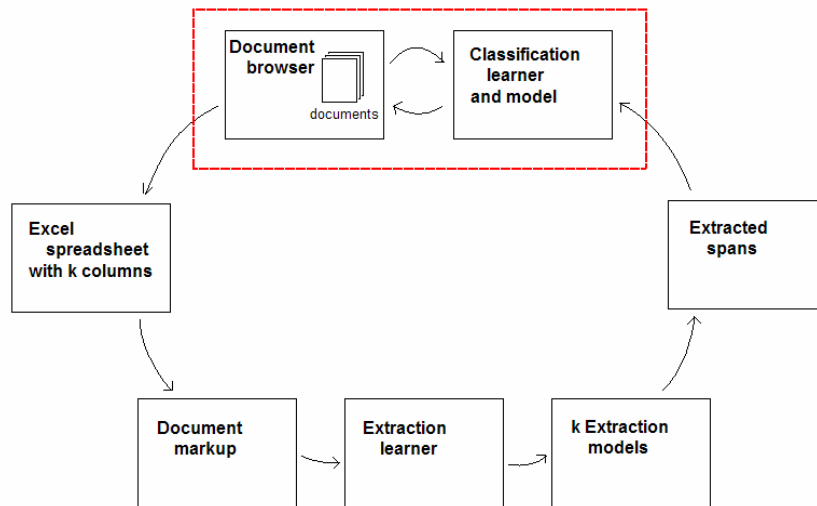 Document
browser
documents
Classification
learner
and model
Excel
spreadsheet
with k columns
Extracted
spans
Document
markup
Extraction
learner
k Extraction
models